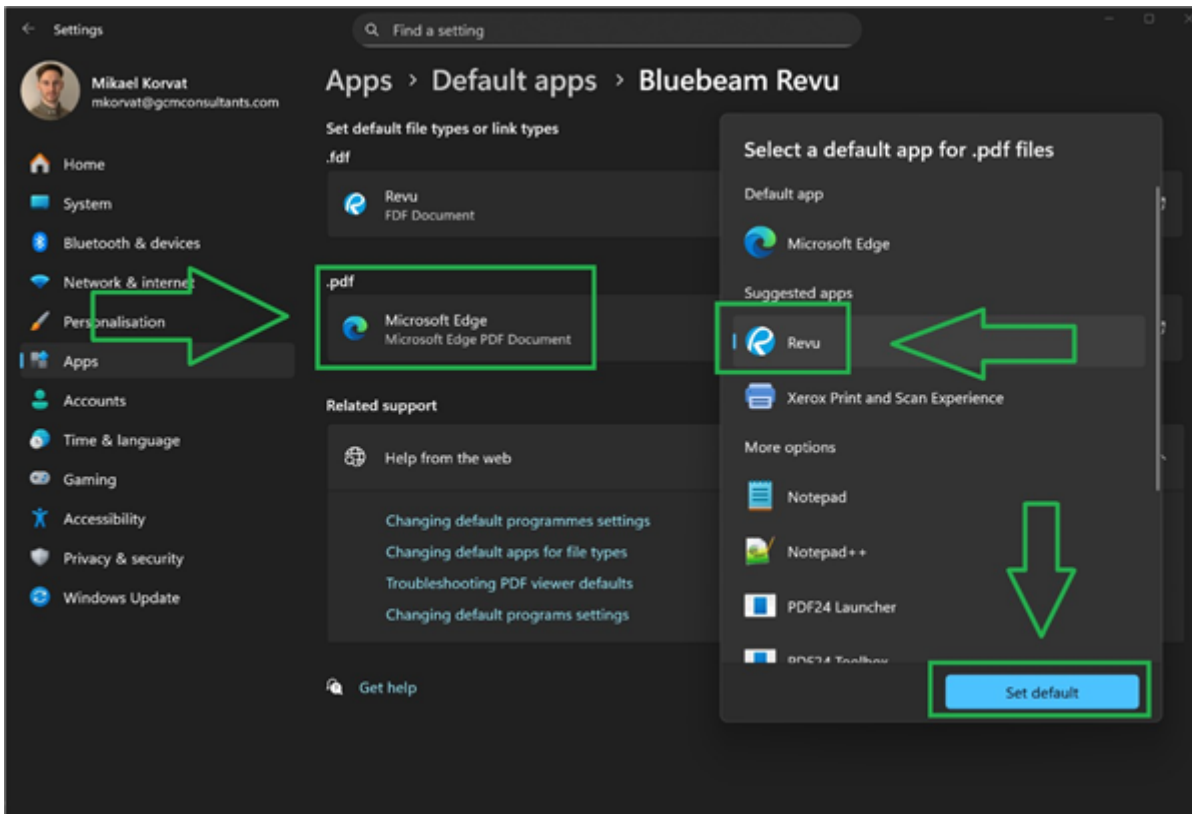 Settings
Find a setting
Mikael Korvat
mkorvat@gcmconsultants.com
Home
System
Bluetooth & devices
Network & internet
Personalisation
Apps
Accounts
Time & language
Gaming
Accessibility
Privacy & security
Windows Update
Apps > Default apps > Bluebeam Revu
Set default file types or link types
.fdf
Revu
FDF Document
.pdf
Microsoft Edge
Microsoft Edge PDF Document
Related support
Help from the web
Changing default programmes settings
Changing default apps for file types
Troubleshooting PDF viewer defaults
Changing default programs settings
Get help
Select a default app for .pdf files
Default app
Microsoft Edge
Suggested apps
Revu
Xerox Print and Scan Experience
More options
Notepad
Notepad++
PDF24 Launcher
PDF24 Toolbox
Set default